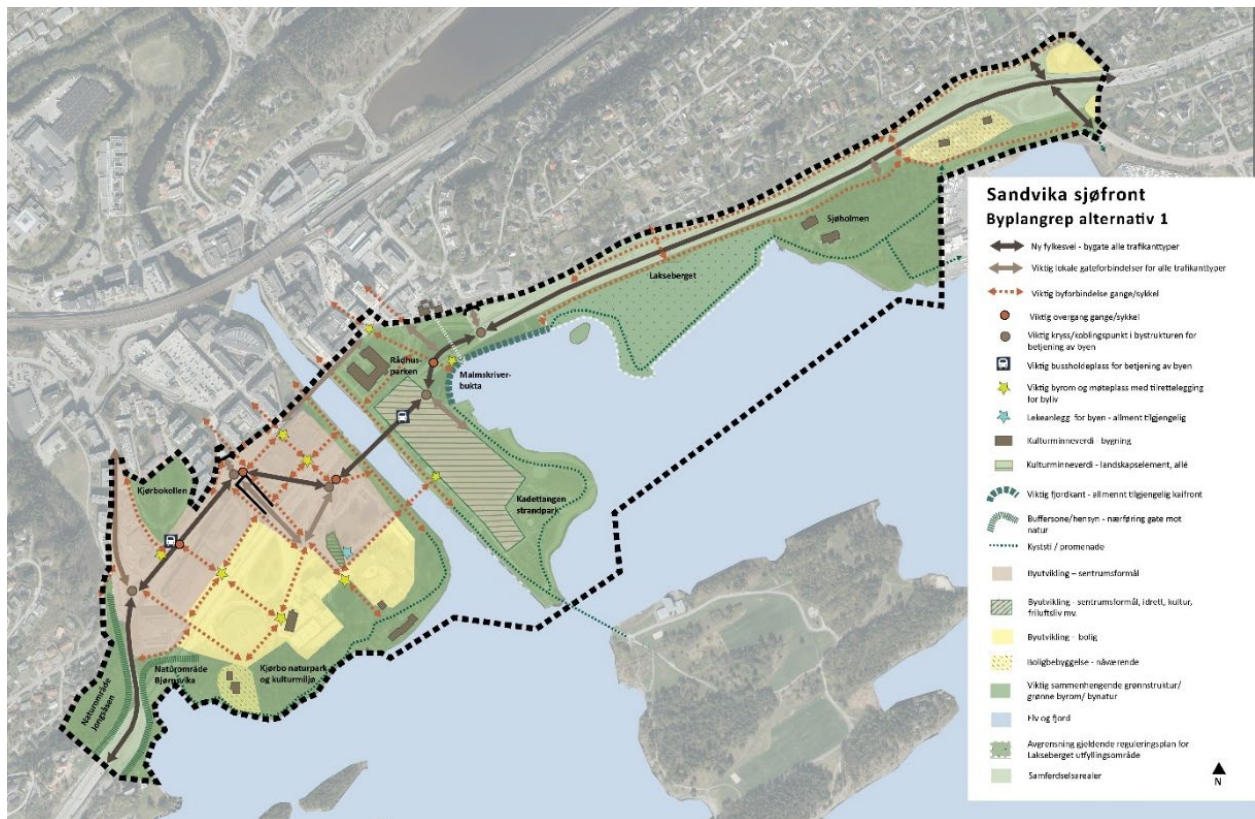 Sandvika sjøfront
Byplangrep alternativ 1
Ny fylkesvei - bygate alle trafikanttyper
Viktig lokale gateforbindelser for alle trafikanttyper
Viktig byforbindelse gange/sykkel
Viktig overgang gange/sykkel
Viktig kryss/koblingspunkt i bystrukturen for
betjening av byen
Viktig bussholdeplass for betjening av byen
Viktig byrom og møteplass med tilrettelegging
for byliv
Lekeanlegg for byen - allment tilgjengelig
Kulturminneverdi - bygning
Kulturminneverdi - landskapselement, allé
Viktig fjordkant - allmennt tilgjengelig kaifront
Buffersone/hensyn - nærføring gate mot
natur
Kyststi / promenade
Byutvikling – sentrumsformål
Byutvikling - sentrumsformål, idrett, kultur,
friluftsliv mv.
Byutvikling - bolig
Boligbebyggelse - nåværende
Viktig sammenhengende grønnstruktur/
grønne byrom/ bynatur
Elv og fjord
Avgrensning gjeldende reguleringsplan for
Lakseberget utfyllingsområde
Samferdselsarealer
N
Sjøholmen
Lakseberget
Rådhus-
parken
Malmskriver-
bukta
Kjørbokollen
Kadettangen
strandpark
Naturområde
Bjørnsvika
Kjørbo naturpark
og kulturmiljø
Naturområde
Jongsåsen